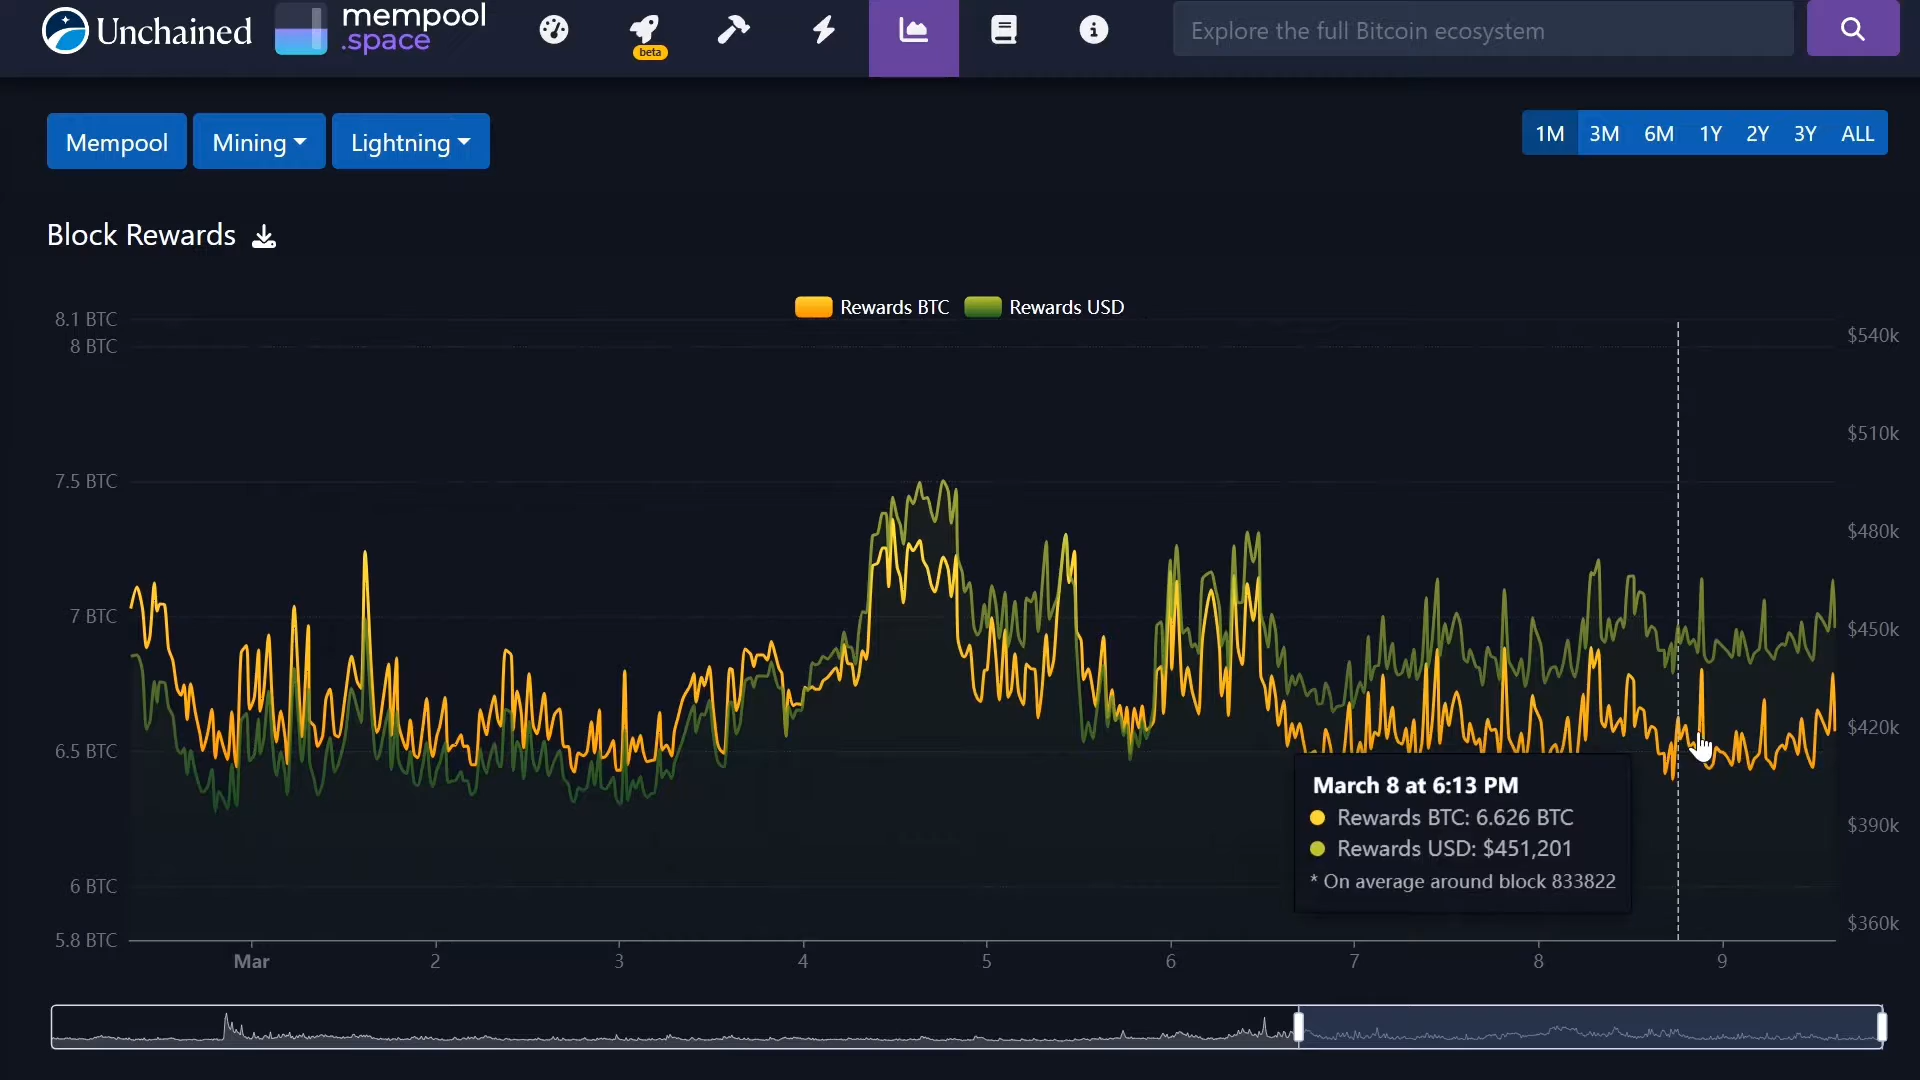 Unchained
mempool
.space
beta
Explore the full Bitcoin ecosystem
Mempool
Mining
Lightning
1M 3M 6M 1Y 2Y 3Y ALL
Block Rewards
Rewards BTC Rewards USD
8.1 BTC
8 BTC
7.5 BTC
7 BTC
6.5 BTC
6 BTC
5.8 BTC
$540k
$510k
$480k
$450k
$420k
$390k
$360k
March 8 at 6:13 PM
Rewards BTC: 6.626 BTC
Rewards USD: $451,201
* On average around block 833822
Mar 2 3 4 5 6 7 8 9